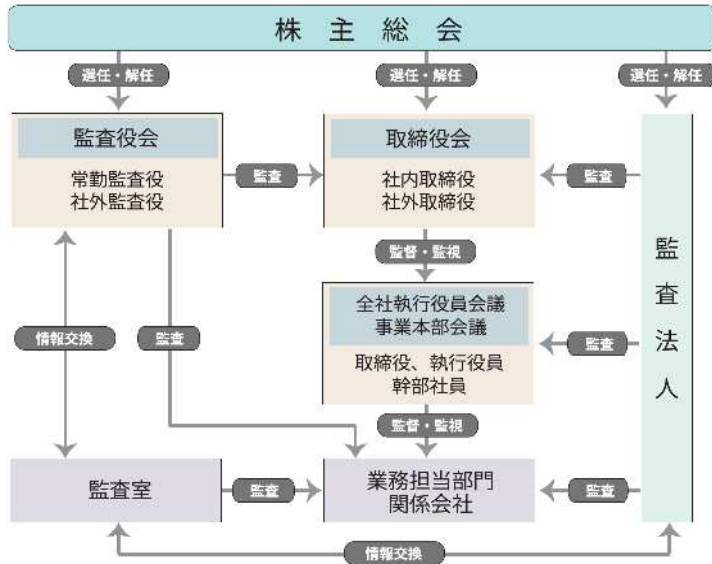 株主総会
選任・解任
選任・解任
選任・解任
監査役会
常勤監査役
社外監査役
監査
取締役会
社内取締役
社外取締役
監査
監査法人
監督・監視
全社執行役員会議
事業本部会議
取締役、執行役員
幹部社員
情報交換
監査
監査
監督・監視
監査室
監査
業務担当部門
関係会社
監査
情報交換